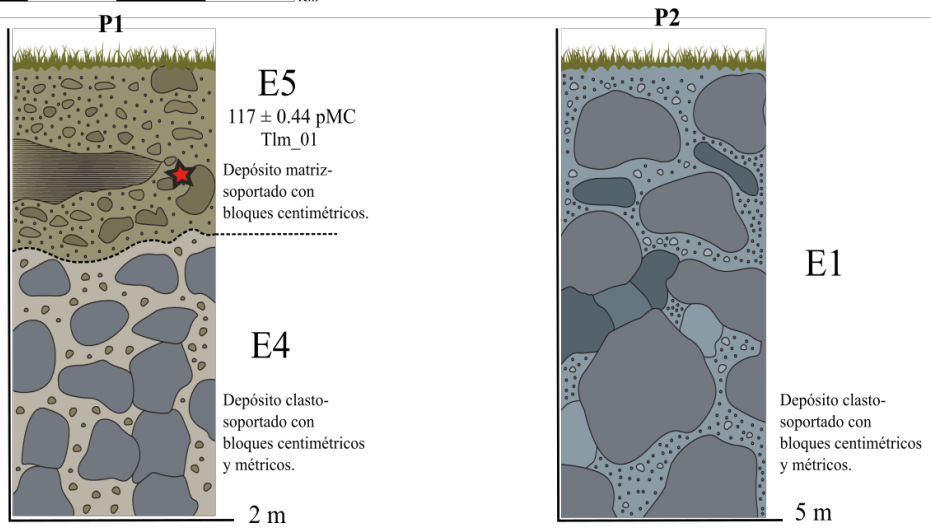 P1
E5
117 ± 0.44 pMC
Tlm_01
Depósito matriz-
soportado con
bloques centimétricos.
E4
Depósito clasto-
soportado con
bloques centimétricos
y métricos.
2 m
P2
E1
Depósito clasto-
soportado con
bloques centimétricos
y métricos.
5 m